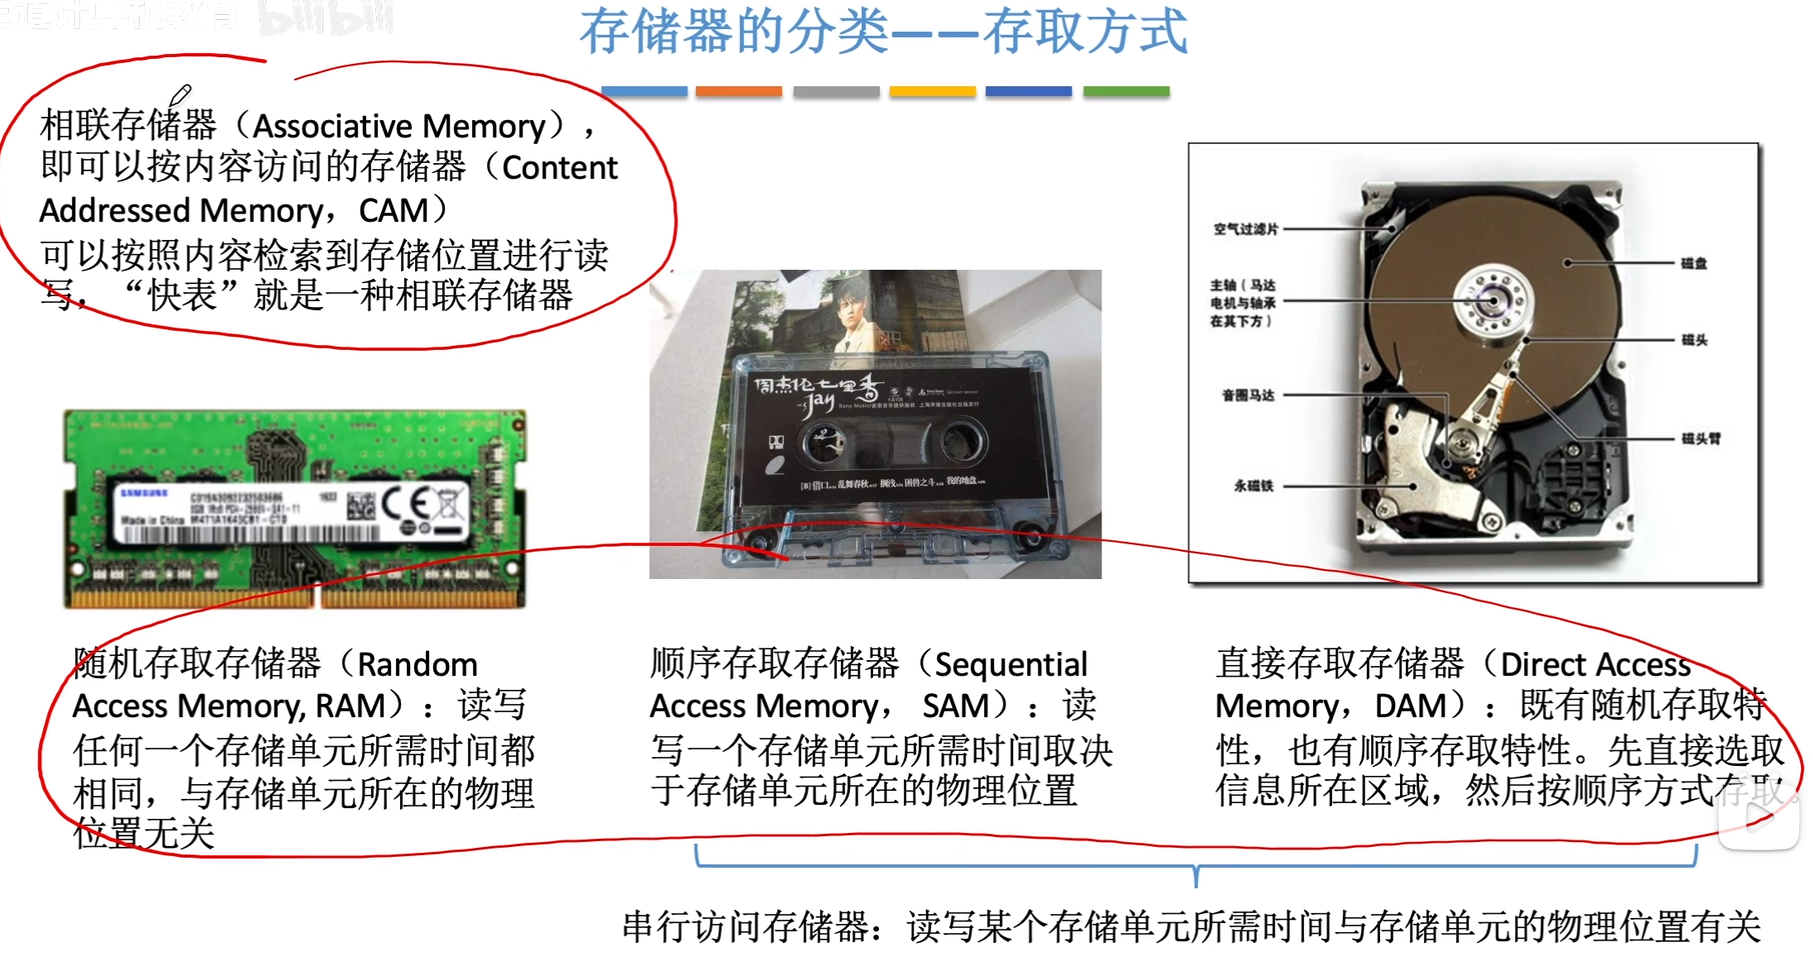 bilibili
存储器的分类——存取方式
相联存储器（Associative Memory），
即可以按内容访问的存储器（Content
Addressed Memory，CAM）
可以按照内容检索到存储位置进行读
写，“快表”就是一种相联存储器
空气过滤片
主轴（马达
电机与轴承
在其下方）
音圈马达
永磁铁
磁盘
磁头
磁头臂
周杰伦七里香
Jay
SAMSUNG
Made in China
随机存取存储器（Random
Access Memory, RAM）：读写
任何一个存储单元所需时间都
相同，与存储单元所在的物理
位置无关
顺序存取存储器（Sequential
Access Memory， SAM）：读
写一个存储单元所需时间取决
于存储单元所在的物理位置
直接存取存储器（Direct Access
Memory，DAM）：既有随机存取特
性，也有顺序存取特性。先直接选取
信息所在区域，然后按顺序方式存取。
串行访问存储器：读写某个存储单元所需时间与存储单元的物理位置有关